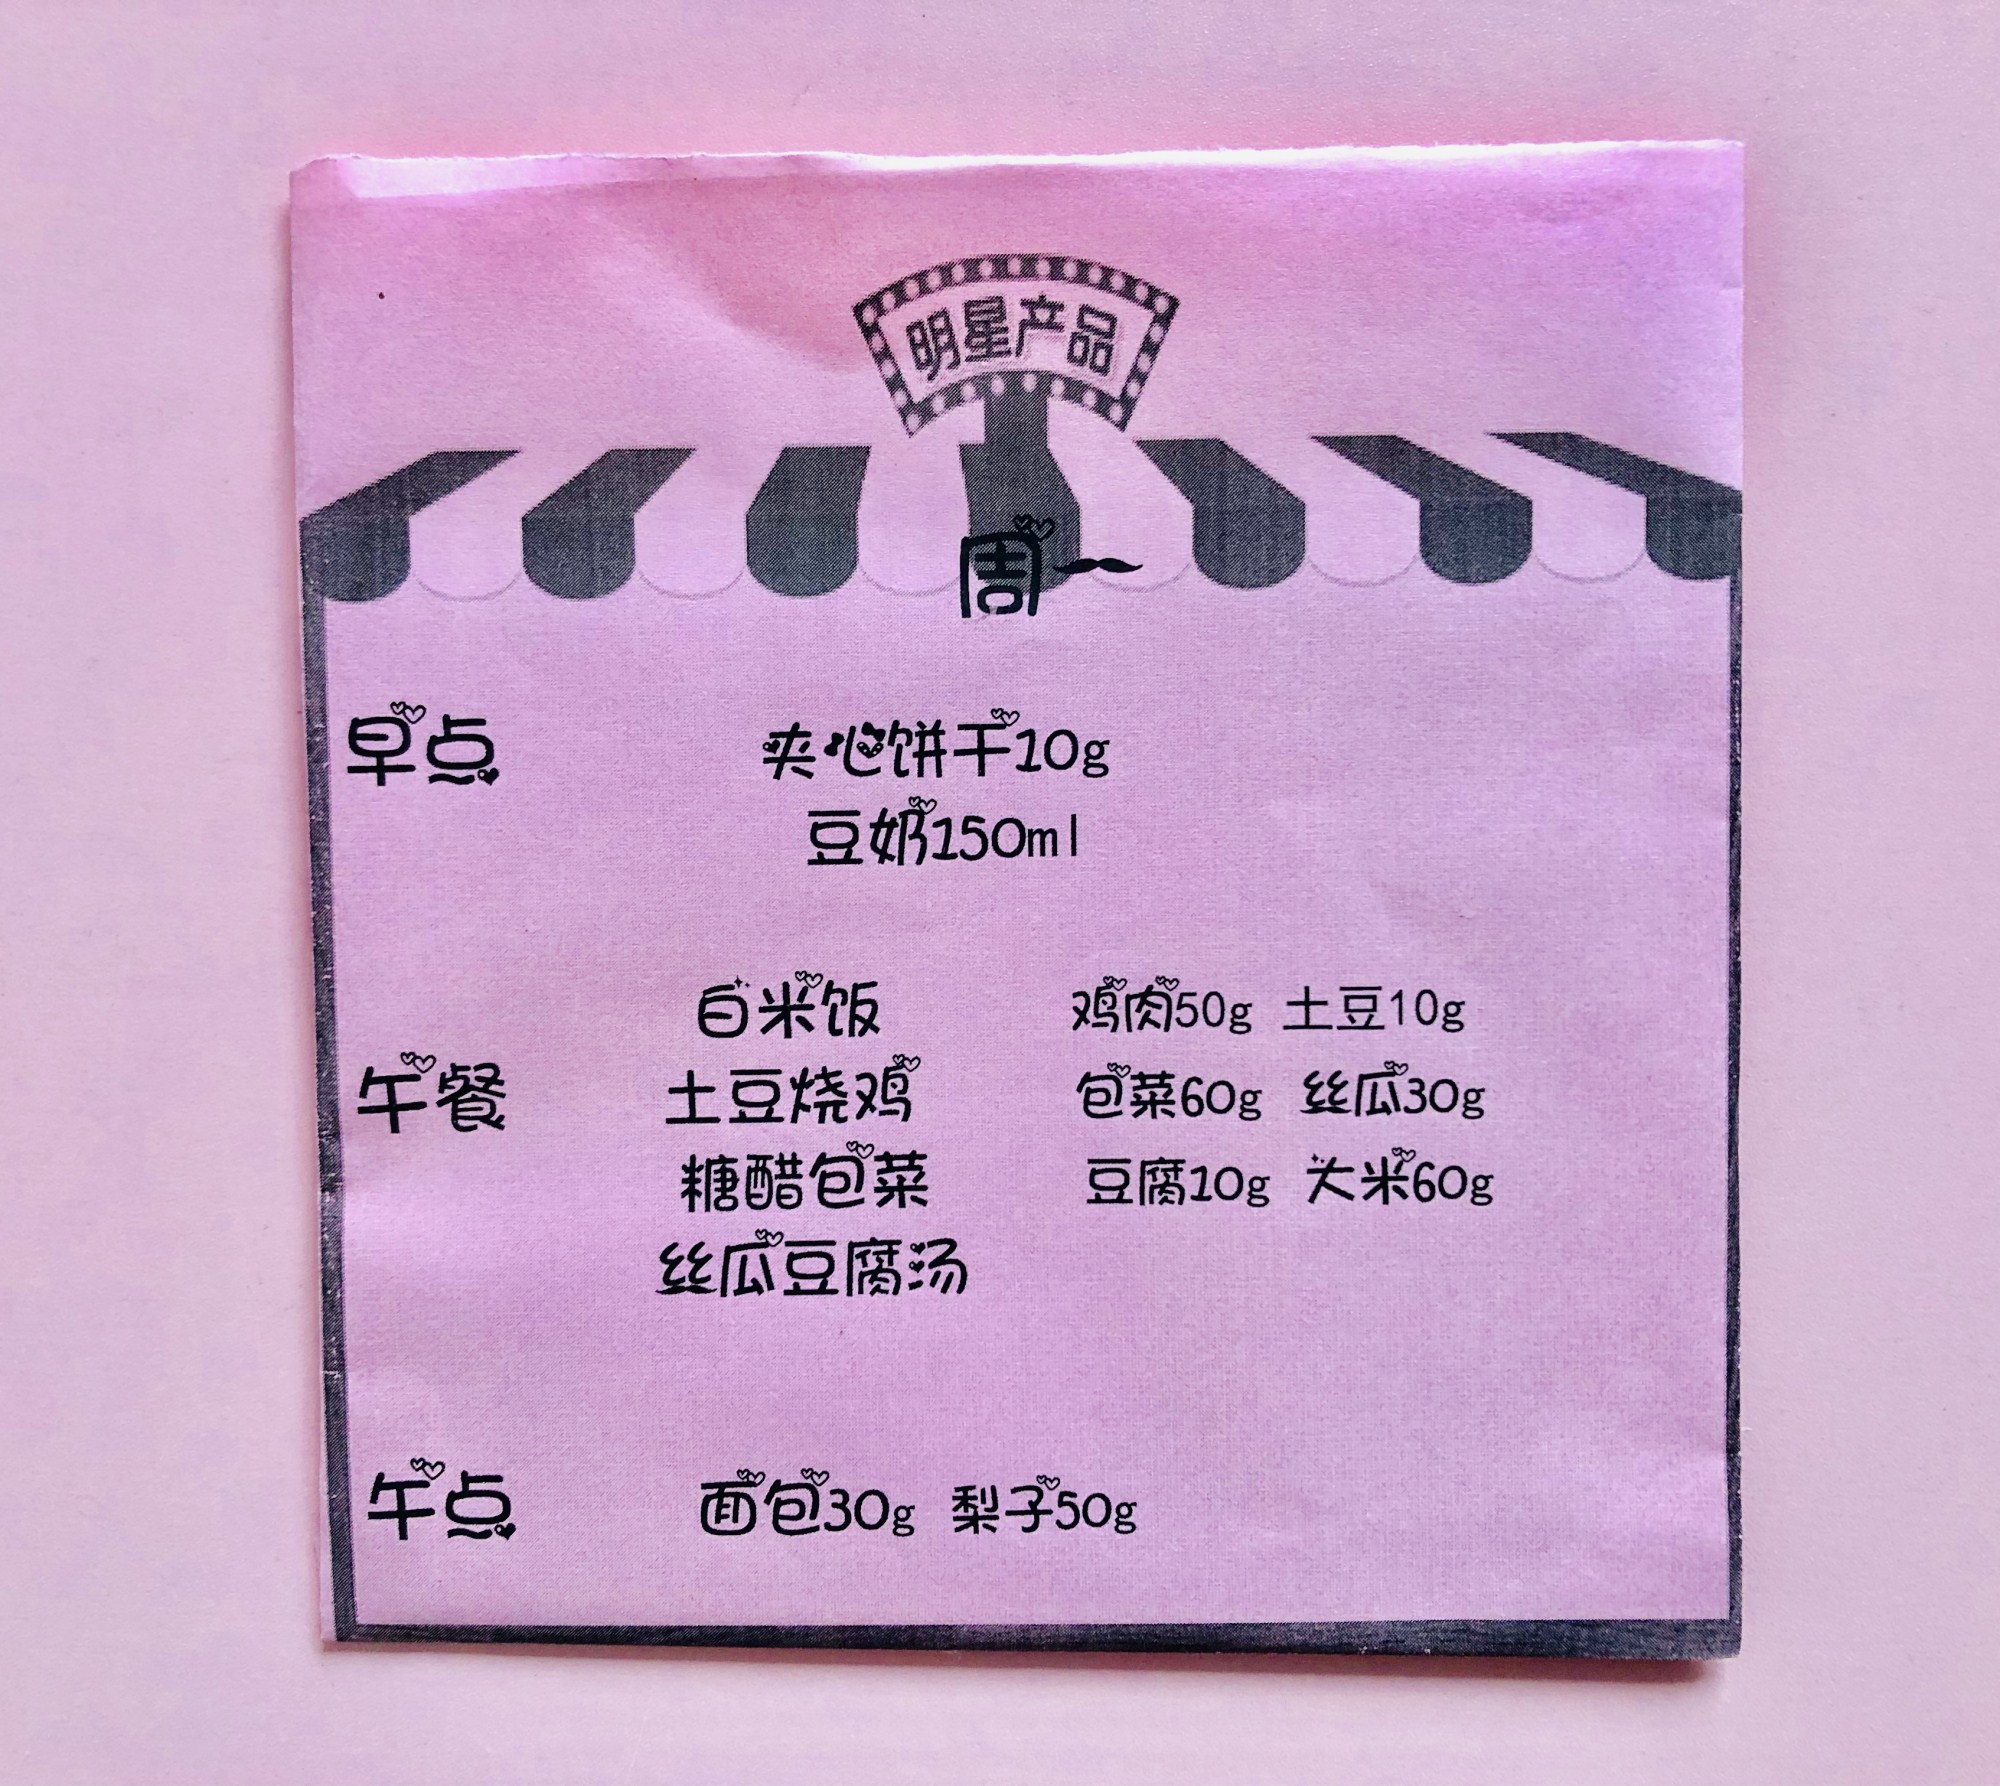 明星产品
周一
早点
夹心饼干10g
豆奶150ml
午餐
白米饭 鸡肉50g 土豆10g
土豆烧鸡 包菜60g 丝瓜30g
糖醋包菜 豆腐10g 大米60g
丝瓜豆腐汤
午点 面包30g 梨子50g